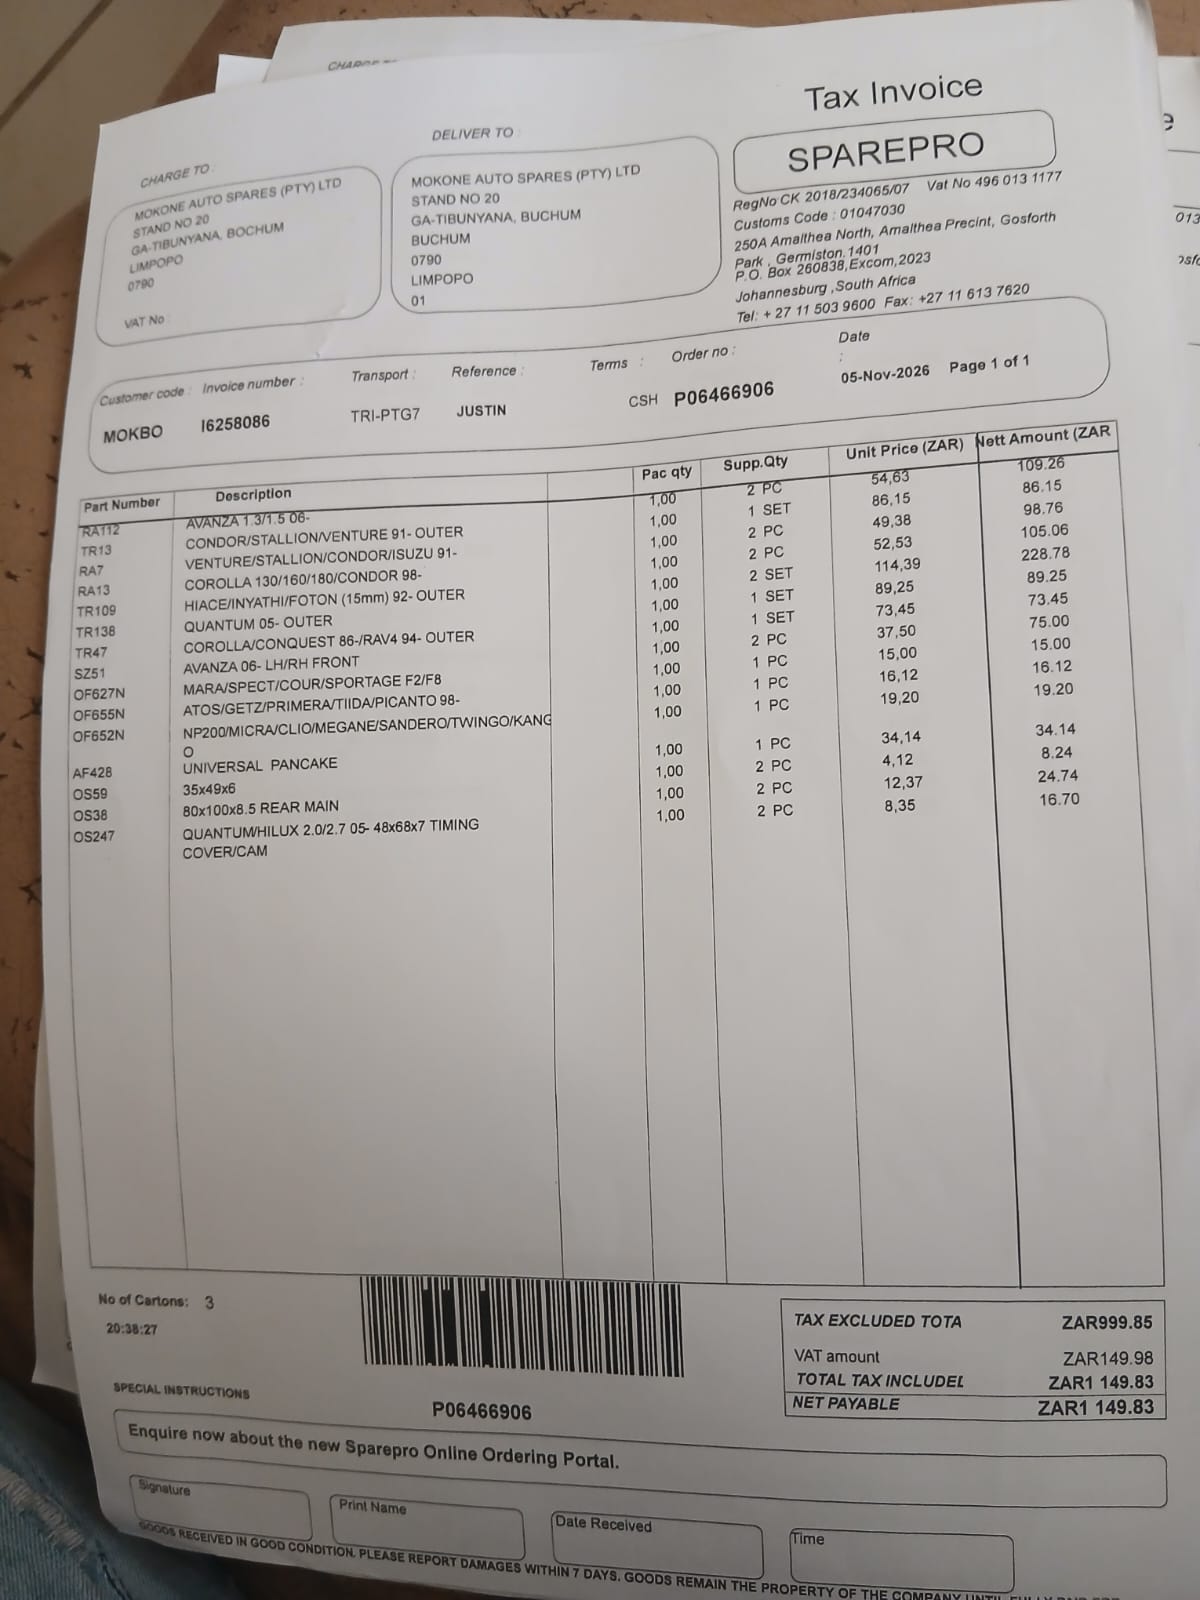 CHARGE TO
Tax Invoice
CHARGE TO :
MOKONE AUTO SPARES (PTY) LTD
STAND NO 20
GA-TIBUNYANA, BOCHUM
LIMPOPO
0790
VAT No :
DELIVER TO :
MOKONE AUTO SPARES (PTY) LTD
STAND NO 20
GA-TIBUNYANA, BUCHUM
BUCHUM
0790
LIMPOPO
01
SPAREPRO
RegNo CK 2018/234065/07 Vat No 496 013 1177
Customs Code : 01047030
250A Amalthea North, Amalthea Precint, Gosforth
Park , Germiston.1401
P.O. Box 260838,Excom,2023
Johannesburg ,South Africa
Tel: + 27 11 503 9600 Fax: +27 11 613 7620
Customer code : Invoice number : Transport : Reference : Terms : Order no : Date :
MOKBO I6258086 TRI-PTG7 JUSTIN CSH P06466906 05-Nov-2026 Page 1 of 1
Part Number Description Pac qty Supp.Qty Unit Price (ZAR) Nett Amount (ZAR
RA112 AVANZA 1.3/1.5 06- 1,00 2 PC 54,63 109.26
TR13 CONDOR/STALLION/VENTURE 91- OUTER 1,00 1 SET 86,15 86.15
RA7 VENTURE/STALLION/CONDOR/ISUZU 91- 1,00 2 PC 49,38 98.76
RA13 COROLLA 130/160/180/CONDOR 98- 1,00 2 PC 52,53 105.06
TR109 HIACE/INYATHI/FOTON (15mm) 92- OUTER 1,00 2 SET 114,39 228.78
TR138 QUANTUM 05- OUTER 1,00 1 SET 89,25 89.25
TR47 COROLLA/CONQUEST 86-/RAV4 94- OUTER 1,00 1 SET 73,45 73.45
SZ51 AVANZA 06- LH/RH FRONT 1,00 2 PC 37,50 75.00
OF627N MARA/SPECT/COUR/SPORTAGE F2/F8 1,00 1 PC 15,00 15.00
OF655N ATOS/GETZ/PRIMERA/TIIDA/PICANTO 98- 1,00 1 PC 16,12 16.12
OF652N NP200/MICRA/CLIO/MEGANE/SANDERO/TWINGO/KANG 1,00 1 PC 19,20 19.20
O
AF428 UNIVERSAL PANCAKE 1,00 1 PC 34,14 34.14
OS59 35x49x6 1,00 2 PC 4,12 8.24
OS38 80x100x8.5 REAR MAIN 1,00 2 PC 12,37 24.74
OS247 QUANTUM/HILUX 2.0/2.7 05- 48x68x7 TIMING 1,00 2 PC 8,35 16.70
COVER/CAM
No of Cartons: 3
20:38:27
TAX EXCLUDED TOTA ZAR999.85
VAT amount ZAR149.98
TOTAL TAX INCLUDEL ZAR1 149.83
NET PAYABLE ZAR1 149.83
SPECIAL INSTRUCTIONS
P06466906
Enquire now about the new Sparepro Online Ordering Portal.
Signature
Print Name
Date Received
Time
GOODS RECEIVED IN GOOD CONDITION. PLEASE REPORT DAMAGES WITHIN 7 DAYS. GOODS REMAIN THE PROPERTY OF THE COMPANY UNTIL